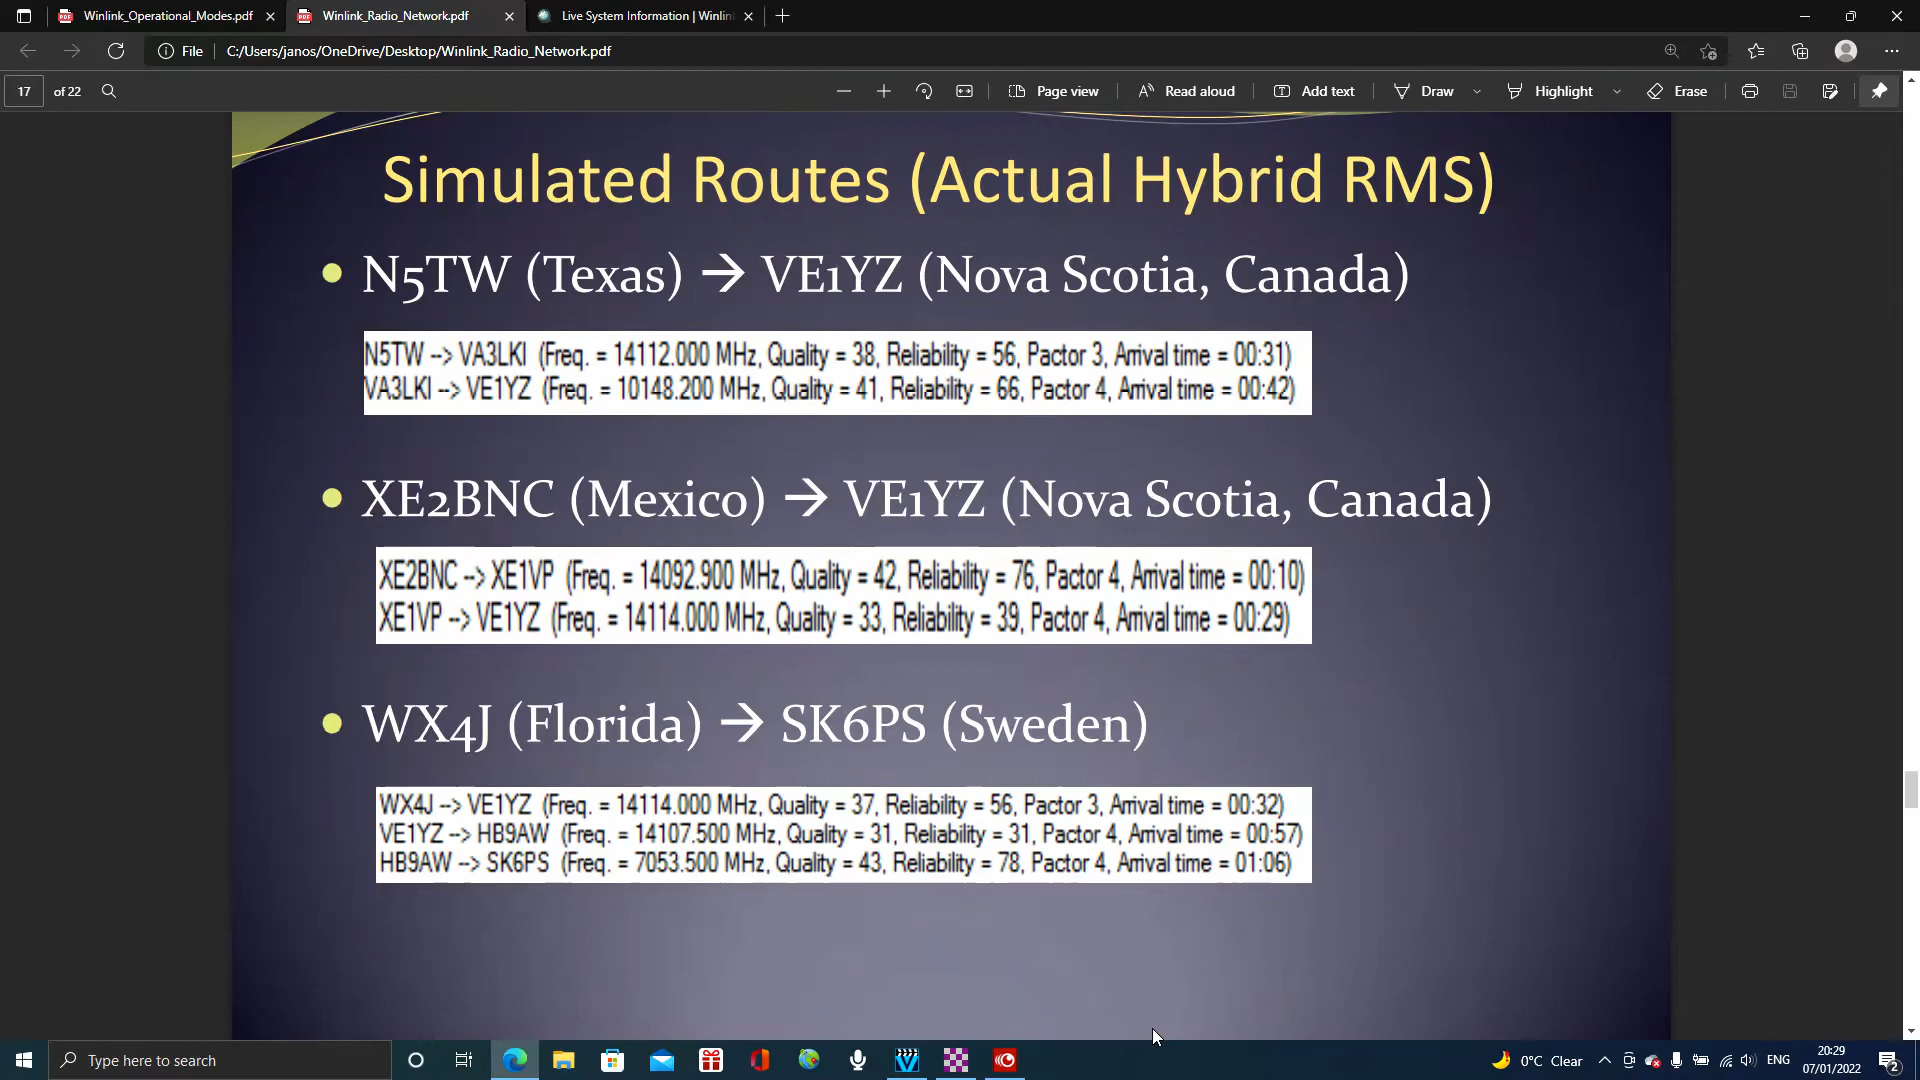 Winlink_Operational_Modes.pdf
Winlink_Radio_Network.pdf
Live System Information | Winlin
File
C:/Users/janos/OneDrive/Desktop/Winlink_Radio_Network.pdf
17 of 22
Page view
Read aloud
Add text
Draw
Highlight
Erase
Simulated Routes (Actual Hybrid RMS)
N5TW (Texas) → VE1YZ (Nova Scotia, Canada)
N5TW --> VA3LKI (Freq. = 14112.000 MHz, Quality = 38, Reliability = 56, Pactor 3, Arrival time = 00:31)
VA3LKI --> VE1YZ (Freq. = 10148.200 MHz, Quality = 41, Reliability = 66, Pactor 4, Arrival time = 00:42)
XE2BNC (Mexico) → VE1YZ (Nova Scotia, Canada)
XE2BNC --> XE1VP (Freq. = 14092.900 MHz, Quality = 42, Reliability = 76, Pactor 4, Arrival time = 00:10)
XE1VP --> VE1YZ (Freq. = 14114.000 MHz, Quality = 33, Reliability = 39, Pactor 4, Arrival time = 00:29)
WX4J (Florida) → SK6PS (Sweden)
WX4J --> VE1YZ (Freq. = 14114.000 MHz, Quality = 37, Reliability = 56, Pactor 3, Arrival time = 00:32)
VE1YZ --> HB9AW (Freq. = 14107.500 MHz, Quality = 31, Reliability = 31, Pactor 4, Arrival time = 00:57)
HB9AW --> SK6PS (Freq. = 7053.500 MHz, Quality = 43, Reliability = 78, Pactor 4, Arrival time = 01:06)
Type here to search
0°C Clear
ENG
20:29
07/01/2022
2